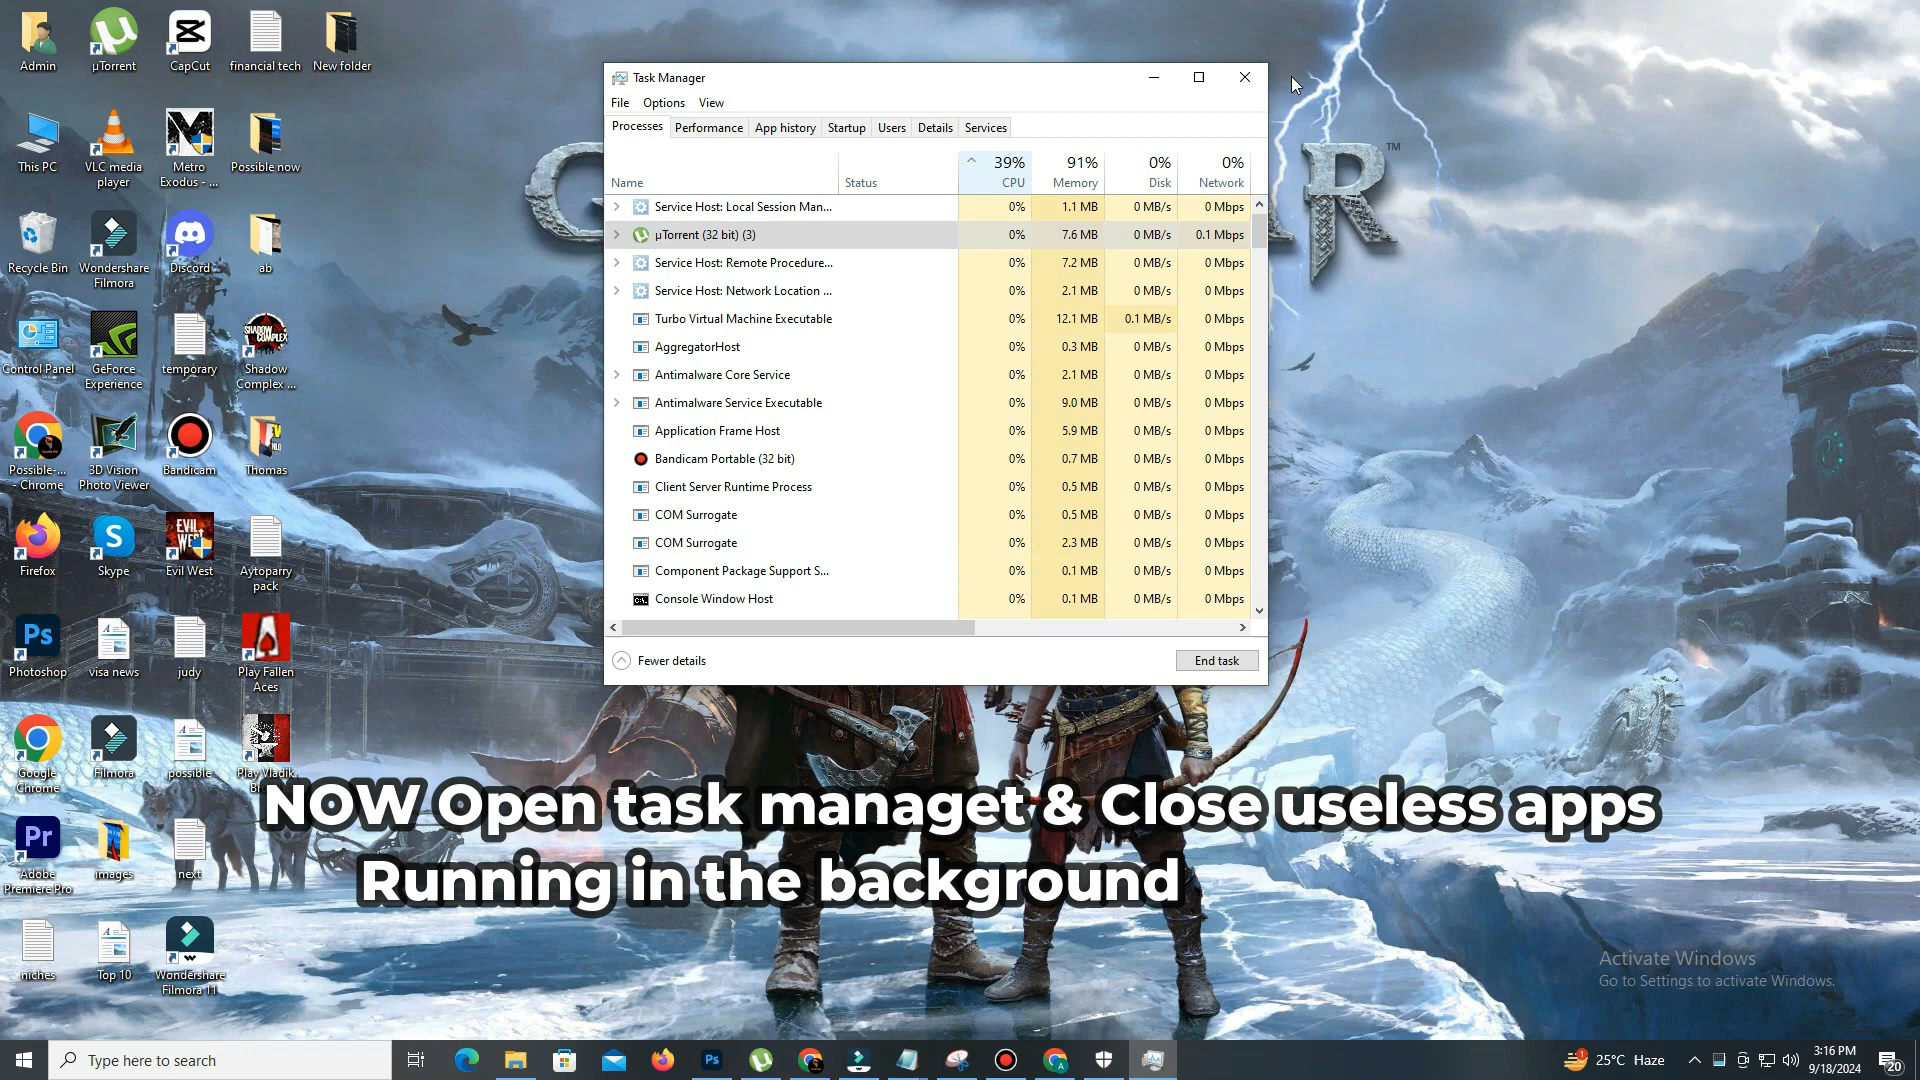 Admin
µTorrent
CapCut
financial tech
New folder
This PC
VLC media
player
Metro
Exodus - ...
Possible now
Recycle Bin
Wondershare
Filmora
Discord
ab
Control Panel
GeForce
Experience
temporary
SHADOW
COMPLEX
Shadow
Complex ...
Possible-...
- Chrome
3D Vision
Photo Viewer
Bandicam
Thomas
Firefox
Skype
EVIL
WEST
Evil West
Aytoparry
pack
Ps
Photoshop
visa news
judy
Play Fallen
Aces
Google
Chrome
Filmora
possible
Play Vladik
Pr
Adobe
Premiere Pro
images
next
niches
Top 10
Wondershare
Filmora 11
Task Manager
File Options View
Processes Performance App history Startup Users Details Services
39% 91% 0% 0%
Name Status CPU Memory Disk Network
Service Host: Local Session Man... 0% 1.1 MB 0 MB/s 0 Mbps
µTorrent (32 bit) (3) 0% 7.6 MB 0 MB/s 0.1 Mbps
Service Host: Remote Procedure... 0% 7.2 MB 0 MB/s 0 Mbps
Service Host: Network Location ... 0% 2.1 MB 0 MB/s 0 Mbps
Turbo Virtual Machine Executable 0% 12.1 MB 0.1 MB/s 0 Mbps
AggregatorHost 0% 0.3 MB 0 MB/s 0 Mbps
Antimalware Core Service 0% 2.1 MB 0 MB/s 0 Mbps
Antimalware Service Executable 0% 9.0 MB 0 MB/s 0 Mbps
Application Frame Host 0% 5.9 MB 0 MB/s 0 Mbps
Bandicam Portable (32 bit) 0% 0.7 MB 0 MB/s 0 Mbps
Client Server Runtime Process 0% 0.5 MB 0 MB/s 0 Mbps
COM Surrogate 0% 0.5 MB 0 MB/s 0 Mbps
COM Surrogate 0% 2.3 MB 0 MB/s 0 Mbps
Component Package Support S... 0% 0.1 MB 0 MB/s 0 Mbps
Console Window Host 0% 0.1 MB 0 MB/s 0 Mbps
Fewer details
End task
G
R ™
NOW Open task managet & Close useless apps
Running in the background
Activate Windows
Go to Settings to activate Windows.
Type here to search
Ps
25°C Haze
3:16 PM
9/18/2024
20